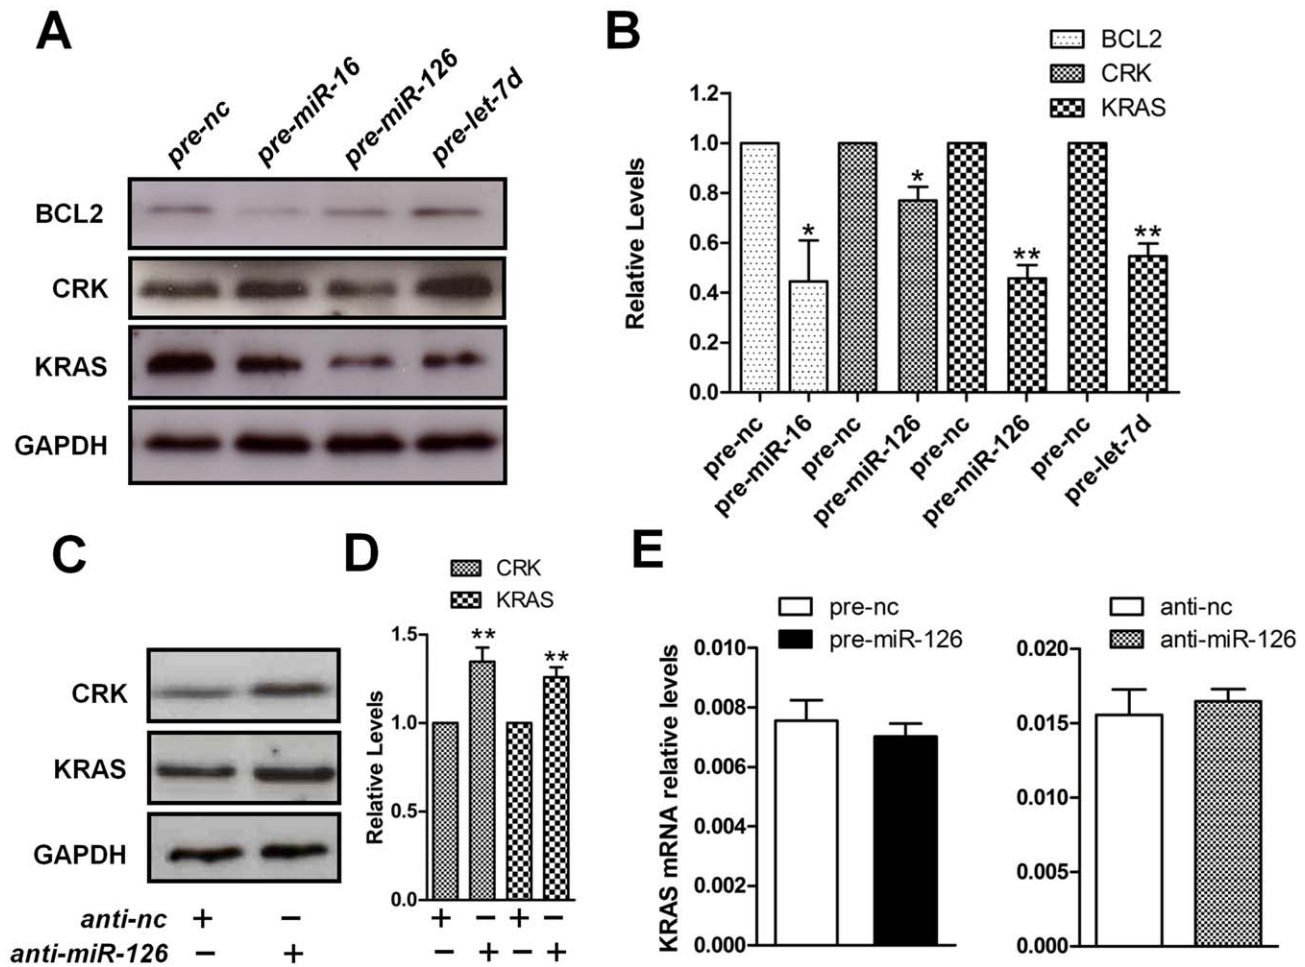 A
pre-nc
pre-miR-16
pre-miR-126
pre-let-7d
BCL2
CRK
KRAS
GAPDH
B
BCL2
CRK
KRAS
Relative Levels
1.2
1.0
0.8
0.6
0.4
0.2
0.0
*
*
**
**
pre-nc
pre-miR-16
pre-nc
pre-miR-126
pre-nc
pre-miR-126
pre-nc
pre-let-7d
C
CRK
KRAS
GAPDH
anti-nc + −
anti-miR-126 − +
D
CRK
KRAS
Relative Levels
1.5
1.0
0.5
0.0
**
**
+ − + −
− + − +
E
pre-nc
pre-miR-126
KRAS mRNA relative levels
0.010
0.008
0.006
0.004
0.002
0.000
anti-nc
anti-miR-126
0.020
0.015
0.010
0.005
0.000